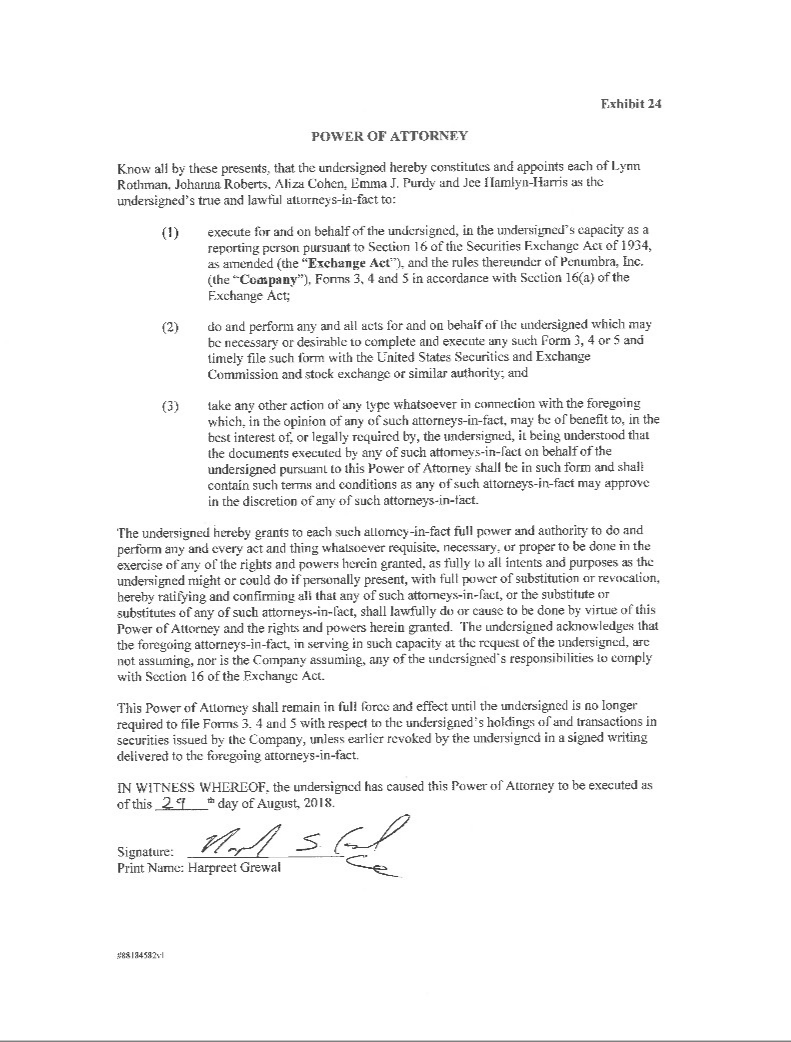 Exhibit 24
POWER OF ATTORNEY
Know all by these presents, that the undersigned hereby constitutes and appoints each of Lynn
Rothman, Johanna Roberts, Aliza Cohen, Emma J. Purdy and Jee Hamlyn-Harris as the
undersigned's true and lawful attorneys-in-fact to:
(1) execute for and on behalf of the undersigned, in the undersigned's capacity as a
reporting person pursuant to Section 16 of the Securities Exchange Act of 1934,
as amended (the "Exchange Act"), and the rules thereunder of Penumbra, Inc.
(the "Company"), Forms 3, 4 and 5 in accordance with Section 16(a) of the
Exchange Act;
(2) do and perform any and all acts for and on behalf of the undersigned which may
be necessary or desirable to complete and execute any such Form 3, 4 or 5 and
timely file such form with the United States Securities and Exchange
Commission and stock exchange or similar authority; and
(3) take any other action of any type whatsoever in connection with the foregoing
which, in the opinion of any of such attorneys-in-fact, may be of benefit to, in the
best interest of, or legally required by, the undersigned, it being understood that
the documents executed by any of such attorneys-in-fact on behalf of the
undersigned pursuant to this Power of Attorney shall be in such form and shall
contain such terms and conditions as any of such attorneys-in-fact may approve
in the discretion of any of such attorneys-in-fact.
The undersigned hereby grants to each such attorney-in-fact full power and authority to do and
perform any and every act and thing whatsoever requisite, necessary, or proper to be done in the
exercise of any of the rights and powers herein granted, as fully to all intents and purposes as the
undersigned might or could do if personally present, with full power of substitution or revocation,
hereby ratifying and confirming all that any of such attorneys-in-fact, or the substitute or
substitutes of any of such attorneys-in-fact, shall lawfully do or cause to be done by virtue of this
Power of Attorney and the rights and powers herein granted. The undersigned acknowledges that
the foregoing attorneys-in-fact, in serving in such capacity at the request of the undersigned, are
not assuming, nor is the Company assuming, any of the undersigned's responsibilities to comply
with Section 16 of the Exchange Act.
This Power of Attorney shall remain in full force and effect until the undersigned is no longer
required to file Forms 3, 4 and 5 with respect to the undersigned's holdings of and transactions in
securities issued by the Company, unless earlier revoked by the undersigned in a signed writing
delivered to the foregoing attorneys-in-fact.
IN WITNESS WHEREOF, the undersigned has caused this Power of Attorney to be executed as
of this 29 th day of August, 2018.
Signature:
Print Name: Harpreet Grewal
#88184582v1